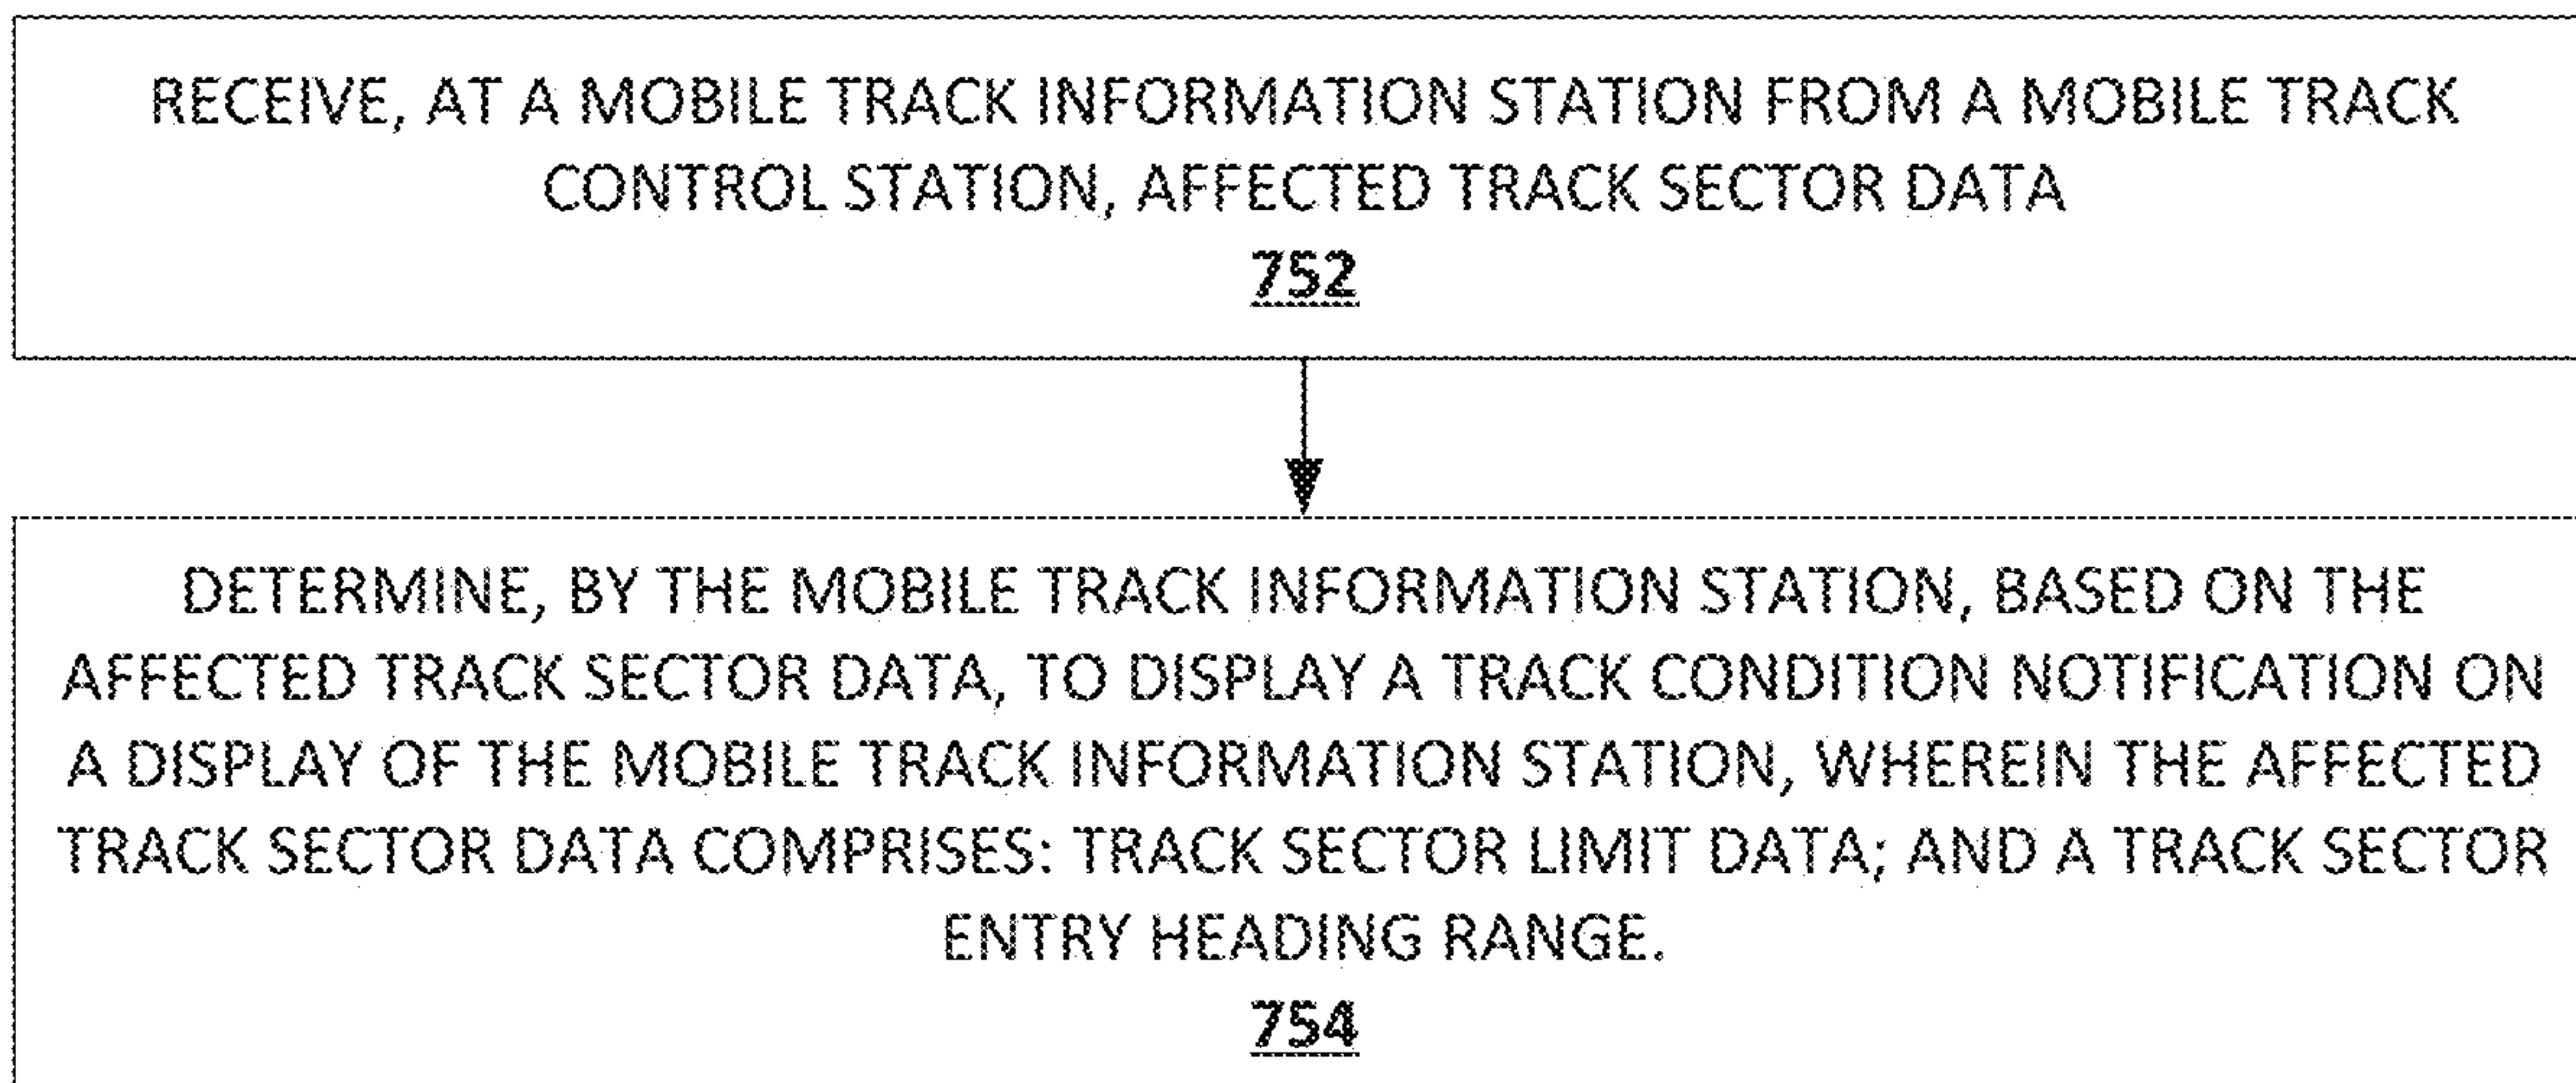 RECEIVE, AT A MOBILE TRACK INFORMATION STATION FROM A MOBILE TRACK
CONTROL STATION, AFFECTED TRACK SECTOR DATA
752
DETERMINE, BY THE MOBILE TRACK INFORMATION STATION, BASED ON THE
AFFECTED TRACK SECTOR DATA, TO DISPLAY A TRACK CONDITION NOTIFICATION ON
A DISPLAY OF THE MOBILE TRACK INFORMATION STATION, WHEREIN THE AFFECTED
TRACK SECTOR DATA COMPRISES: TRACK SECTOR LIMIT DATA; AND A TRACK SECTOR
ENTRY HEADING RANGE.
754